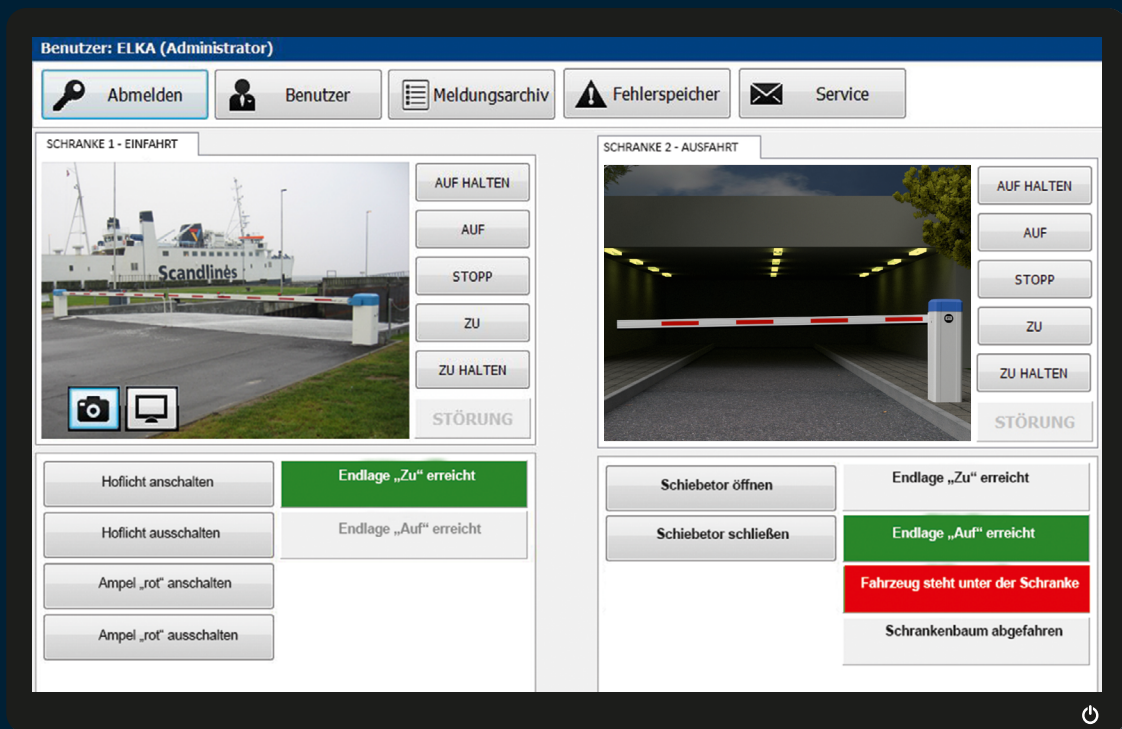 Benutzer: ELKA (Administrator)
Abmelden
Benutzer
Meldungsarchiv
Fehlerspeicher
Service
SCHRANKE 1 - EINFAHRT
Scandlines
AUF HALTEN
AUF
STOPP
ZU
ZU HALTEN
STÖRUNG
Hoflicht anschalten
Hoflicht ausschalten
Ampel „rot“ anschalten
Ampel „rot“ ausschalten
Endlage „Zu“ erreicht
Endlage „Auf“ erreicht
SCHRANKE 2 - AUSFAHRT
AUF HALTEN
AUF
STOPP
ZU
ZU HALTEN
STÖRUNG
Schiebetor öffnen
Schiebetor schließen
Endlage „Zu“ erreicht
Endlage „Auf“ erreicht
Fahrzeug steht unter der Schranke
Schrankenbaum abgefahren